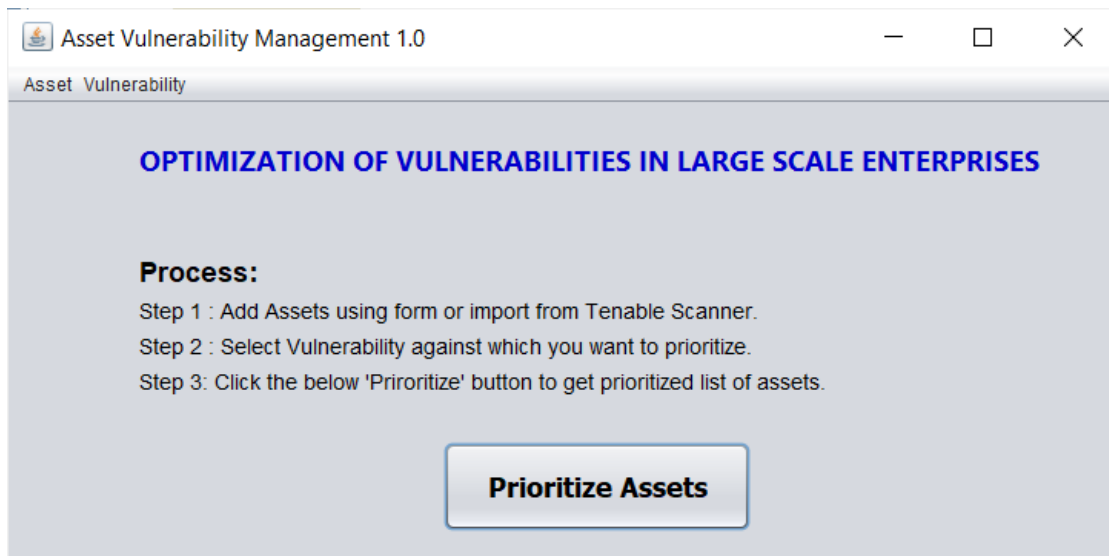 Asset Vulnerability Management 1.0
Asset Vulnerability
OPTIMIZATION OF VULNERABILITIES IN LARGE SCALE ENTERPRISES
Process:
Step 1 : Add Assets using form or import from Tenable Scanner.
Step 2 : Select Vulnerability against which you want to prioritize.
Step 3: Click the below 'Priroritize' button to get prioritized list of assets.
Prioritize Assets